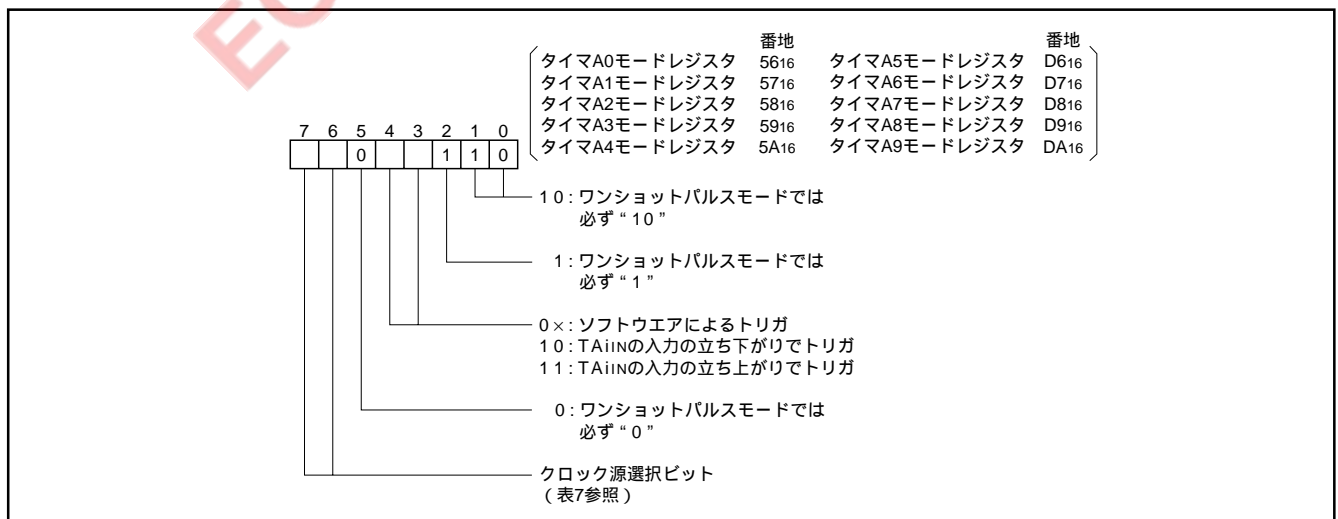 番地 番地
タイマA0モードレジスタ 5616 タイマA5モードレジスタ D616
タイマA1モードレジスタ 5716 タイマA6モードレジスタ D716
タイマA2モードレジスタ 5816 タイマA7モードレジスタ D816
タイマA3モードレジスタ 5916 タイマA8モードレジスタ D916
タイマA4モードレジスタ 5A16 タイマA9モードレジスタ DA16
7 6 5 4 3 2 1 0
0 1 1 0
10:ワンショットパルスモードでは
必ず“10”
1:ワンショットパルスモードでは
必ず“1”
0×:ソフトウエアによるトリガ
10:TAiINの入力の立ち下がりでトリガ
11:TAiINの入力の立ち上がりでトリガ
0:ワンショットパルスモードでは
必ず“0”
クロック源選択ビット
(表7参照)